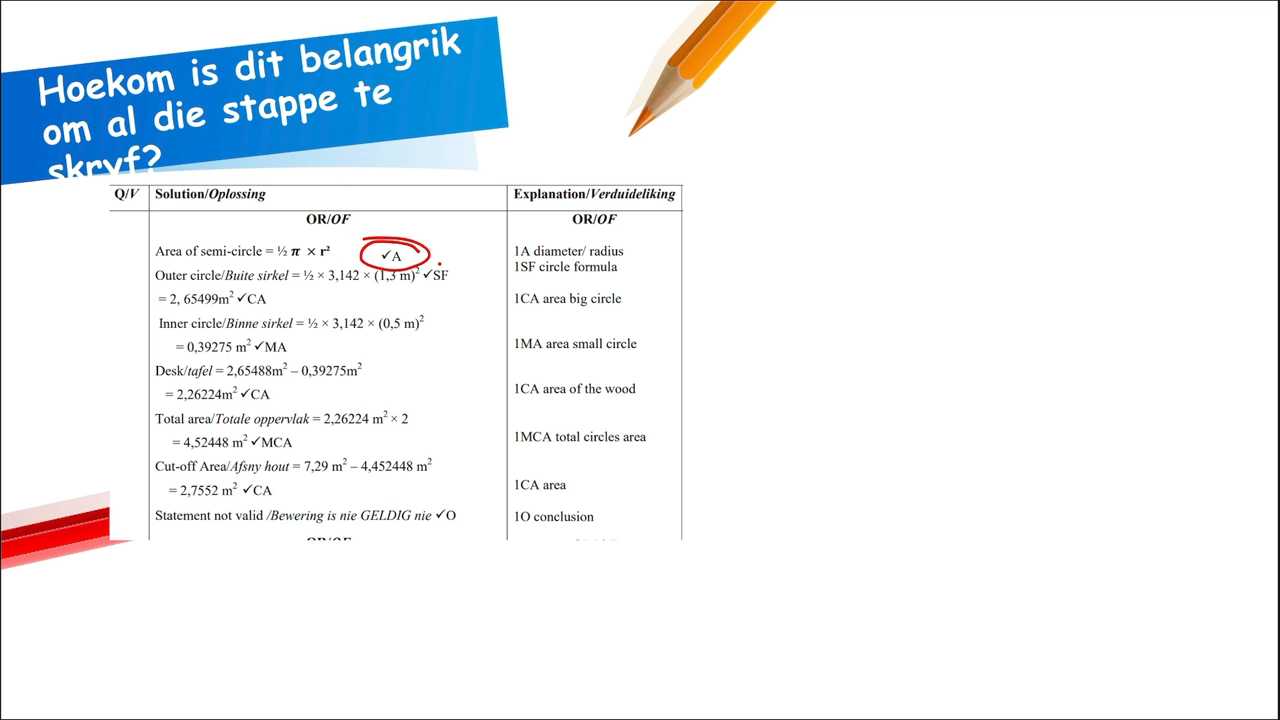 Hoekom is dit belangrik
om al die stappe te
skryf?
Q/V Solution/Oplossing Explanation/Verduideliking
OR/OF OR/OF
Area of semi-circle = ½ π × r² ✓A 1A diameter/ radius
Outer circle/Buite sirkel = ½ × 3,142 × (1,3 m)² ✓SF 1SF circle formula
= 2, 65499m² ✓CA 1CA area big circle
Inner circle/Binne sirkel = ½ × 3,142 × (0,5 m)²
= 0,39275 m² ✓MA 1MA area small circle
Desk/tafel = 2,65488m² – 0,39275m²
= 2,26224m² ✓CA 1CA area of the wood
Total area/Totale oppervlak = 2,26224 m² × 2
= 4,52448 m² ✓MCA 1MCA total circles area
Cut-off Area/Afsny hout = 7,29 m² – 4,452448 m²
= 2,7552 m² ✓CA 1CA area
Statement not valid /Bewering is nie GELDIG nie ✓O 1O conclusion